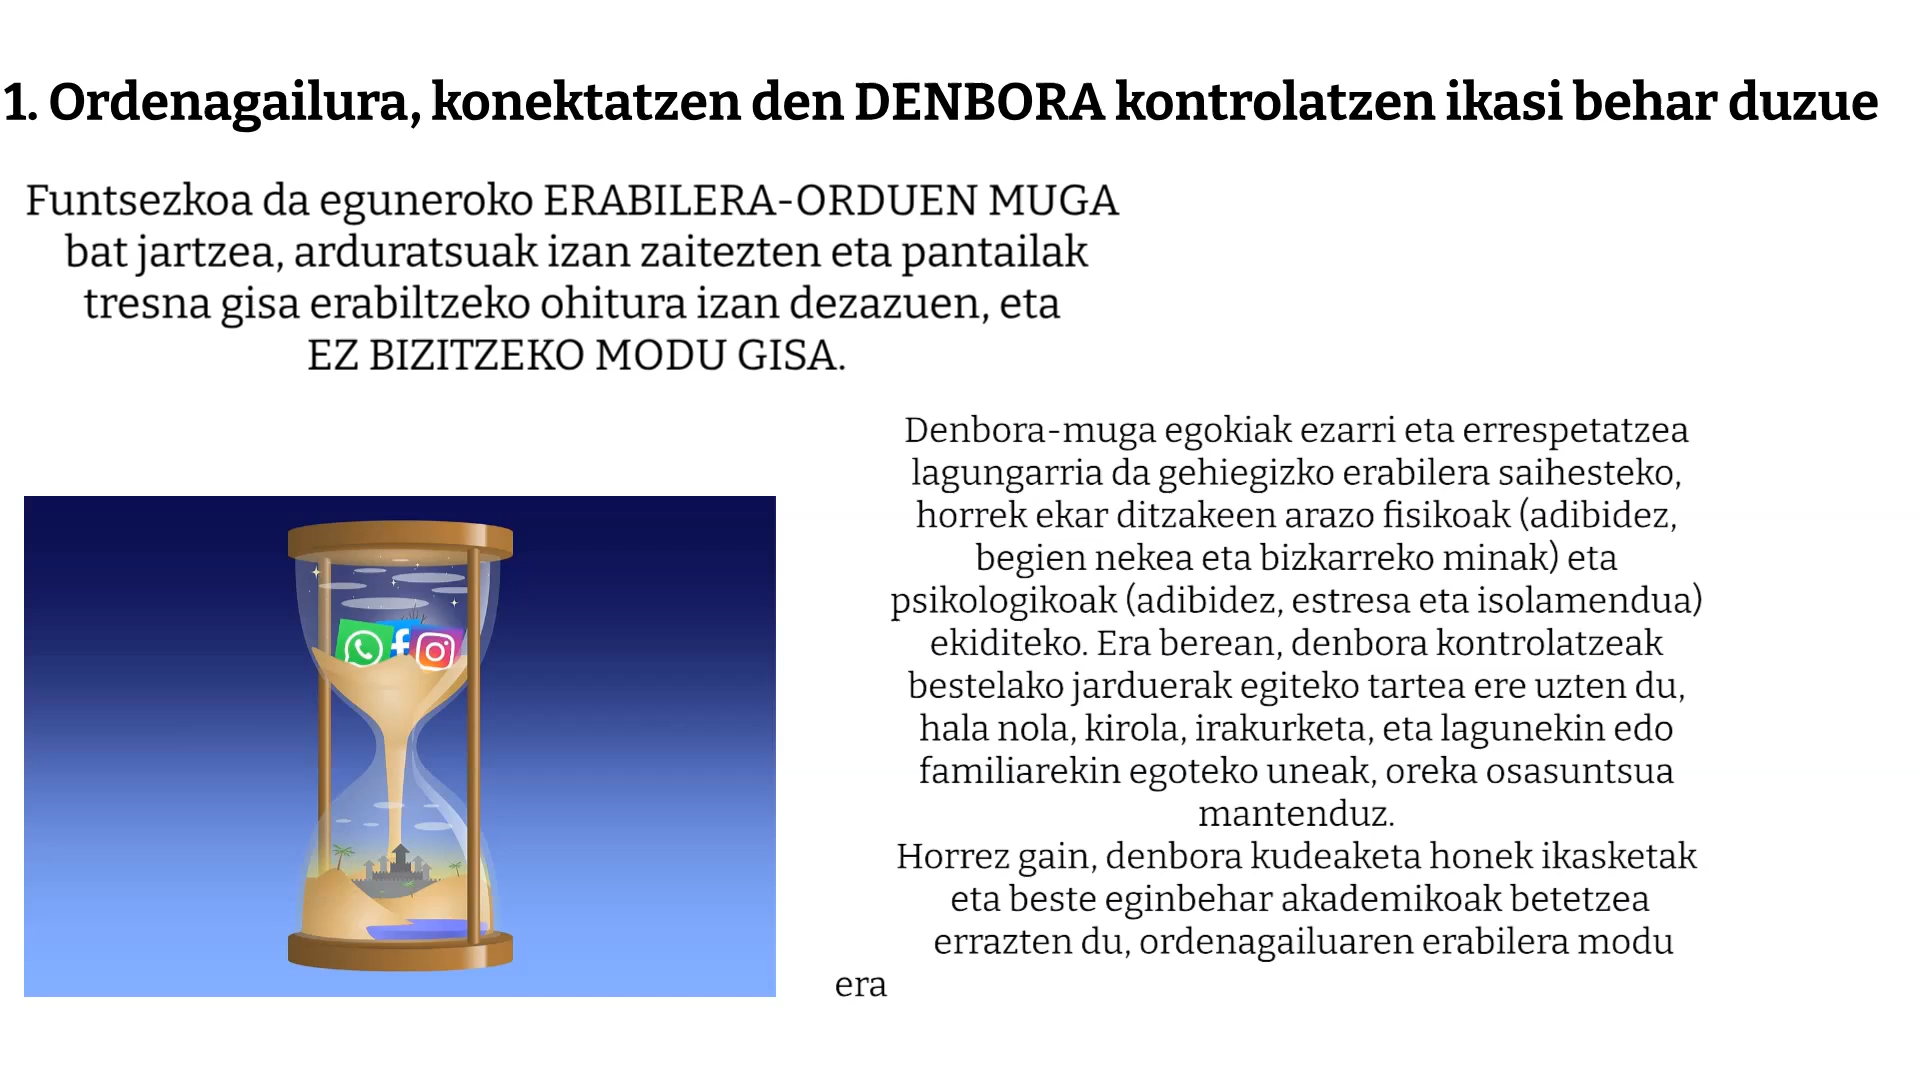 1. Ordenagailura, konektatzen den DENBORA kontrolatzen ikasi behar duzue
Funtsezkoa da eguneroko ERABILERA-ORDUEN MUGA
bat jartzea, arduratsuak izan zaitezten eta pantailak
tresna gisa erabiltzeko ohitura izan dezazuen, eta
EZ BIZITZEKO MODU GISA.
Denbora-muga egokiak ezarri eta errespetatzea
lagungarria da gehiegizko erabilera saihesteko,
horrek ekar ditzakeen arazo fisikoak (adibidez,
begien nekea eta bizkarreko minak) eta
psikologikoak (adibidez, estresa eta isolamendua)
ekiditeko. Era berean, denbora kontrolatzeak
bestelako jarduerak egiteko tartea ere uzten du,
hala nola, kirola, irakurketa, eta lagunekin edo
familiarekin egoteko uneak, oreka osasuntsua
mantenduz.
Horrez gain, denbora kudeaketa honek ikasketak
eta beste eginbehar akademikoak betetzea
errazten du, ordenagailuaren erabilera modu
era